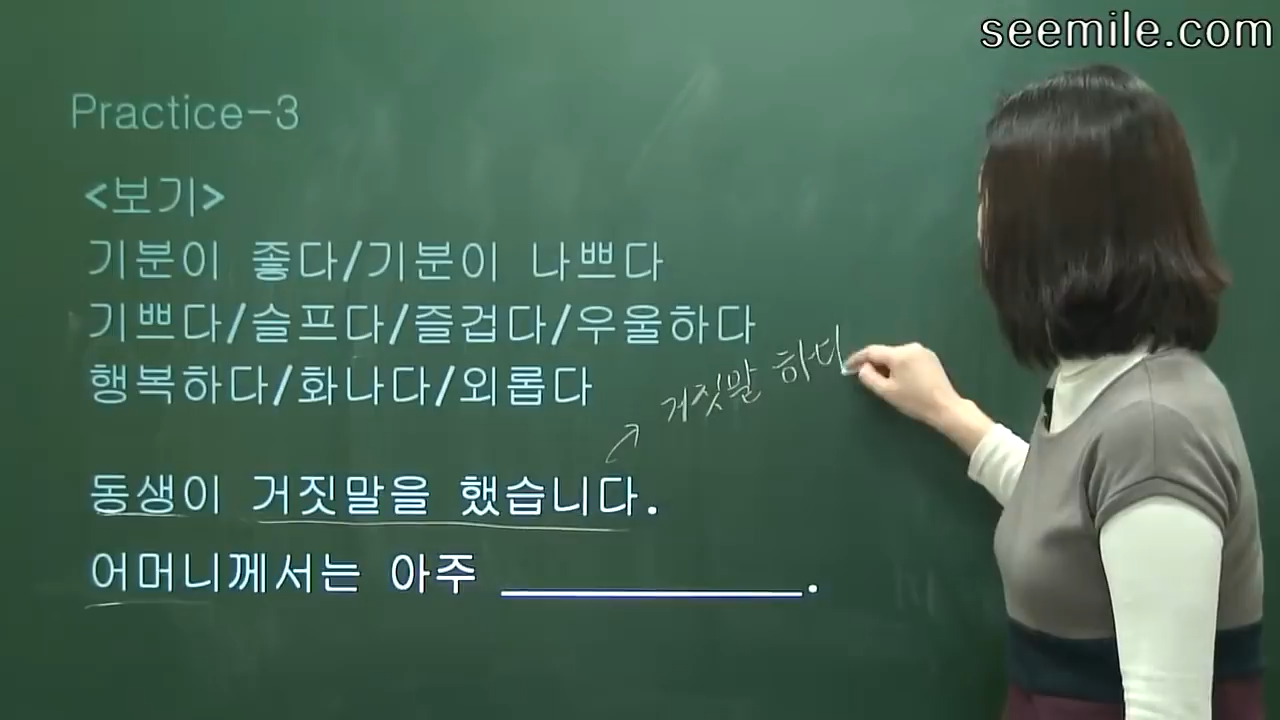 seemile.com
Practice-3
<보기>
기분이 좋다/기분이 나쁘다
기쁘다/슬프다/즐겁다/우울하다
행복하다/화나다/외롭다
거짓말 하다
동생이 거짓말을 했습니다.
어머니께서는 아주 __________.